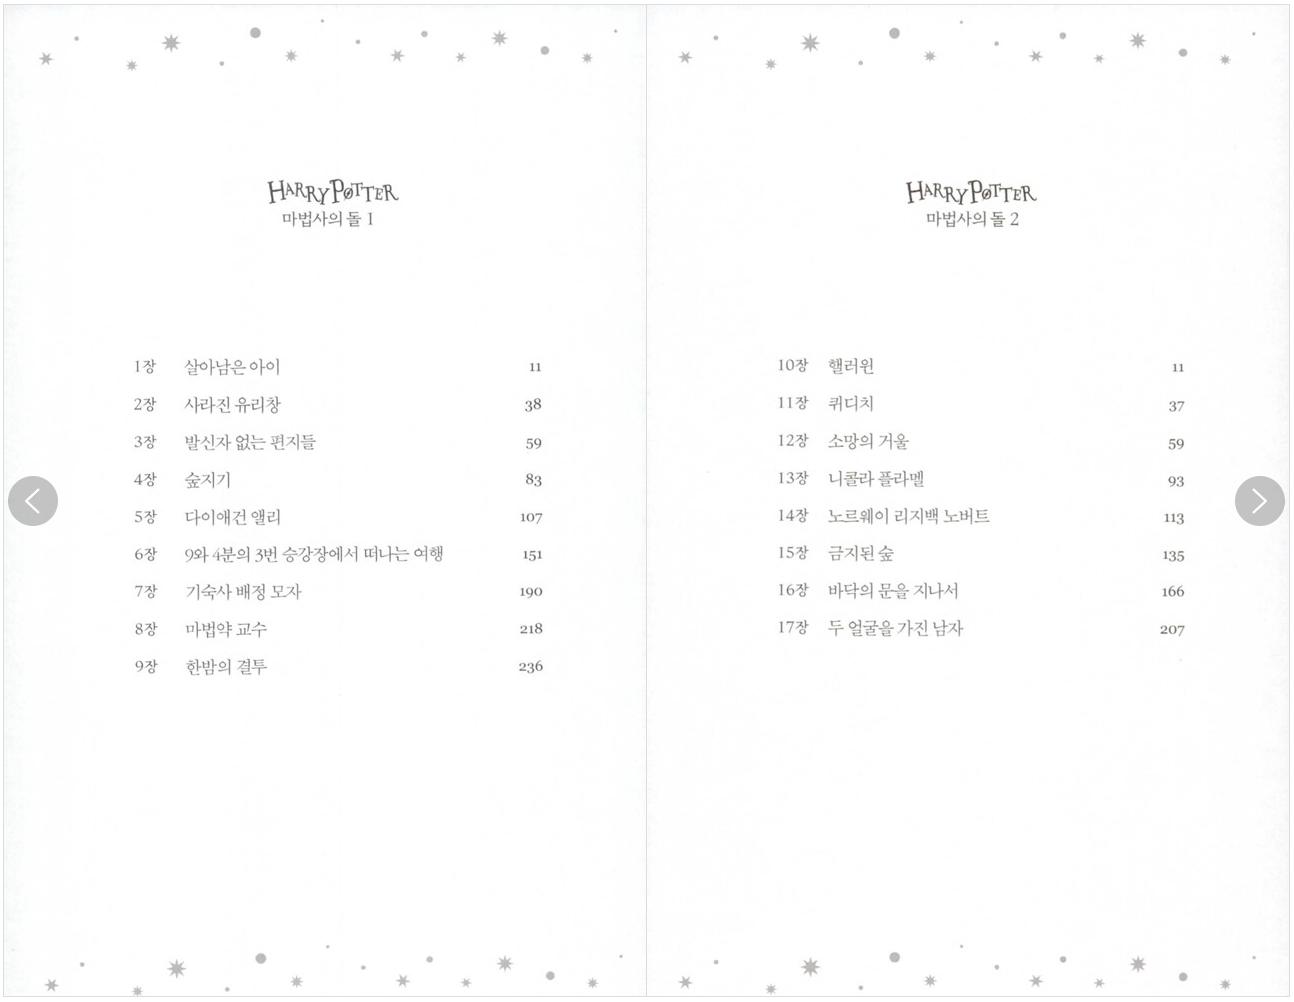 HARRY POTTER
마법사의 돌 1
1장 살아남은 아이 11
2장 사라진 유리창 38
3장 발신자 없는 편지들 59
4장 숲지기 83
5장 다이애건 앨리 107
6장 9와 4분의 3번 승강장에서 떠나는 여행 151
7장 기숙사 배정 모자 190
8장 마법약 교수 218
9장 한밤의 결투 236
HARRY POTTER
마법사의 돌 2
10장 핼러윈 11
11장 퀴디치 37
12장 소망의 거울 59
13장 니콜라 플라멜 93
14장 노르웨이 리지백 노버트 113
15장 금지된 숲 135
16장 바닥의 문을 지나서 166
17장 두 얼굴을 가진 남자 207